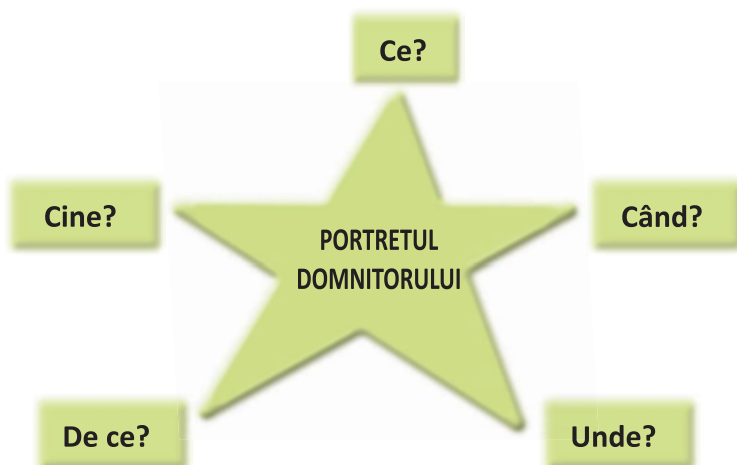 Ce?
Cine?
Când?
PORTRETUL
DOMNITORULUI
De ce?
Unde?